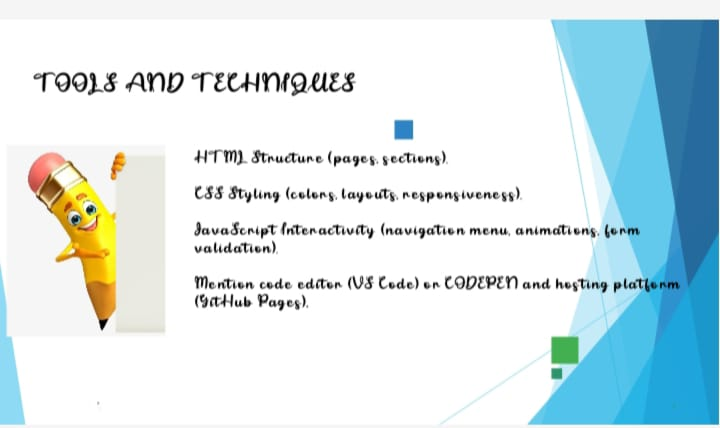 TOOLS AND TECHNIQUES
HTML Structure (pages, sections).
CSS Styling (colors, layouts, responsiveness).
JavaScript Interactivity (navigation menu, animations, form
validation).
Mention code editor (VS Code) or CODEPEN and hosting platform
(GitHub Pages).